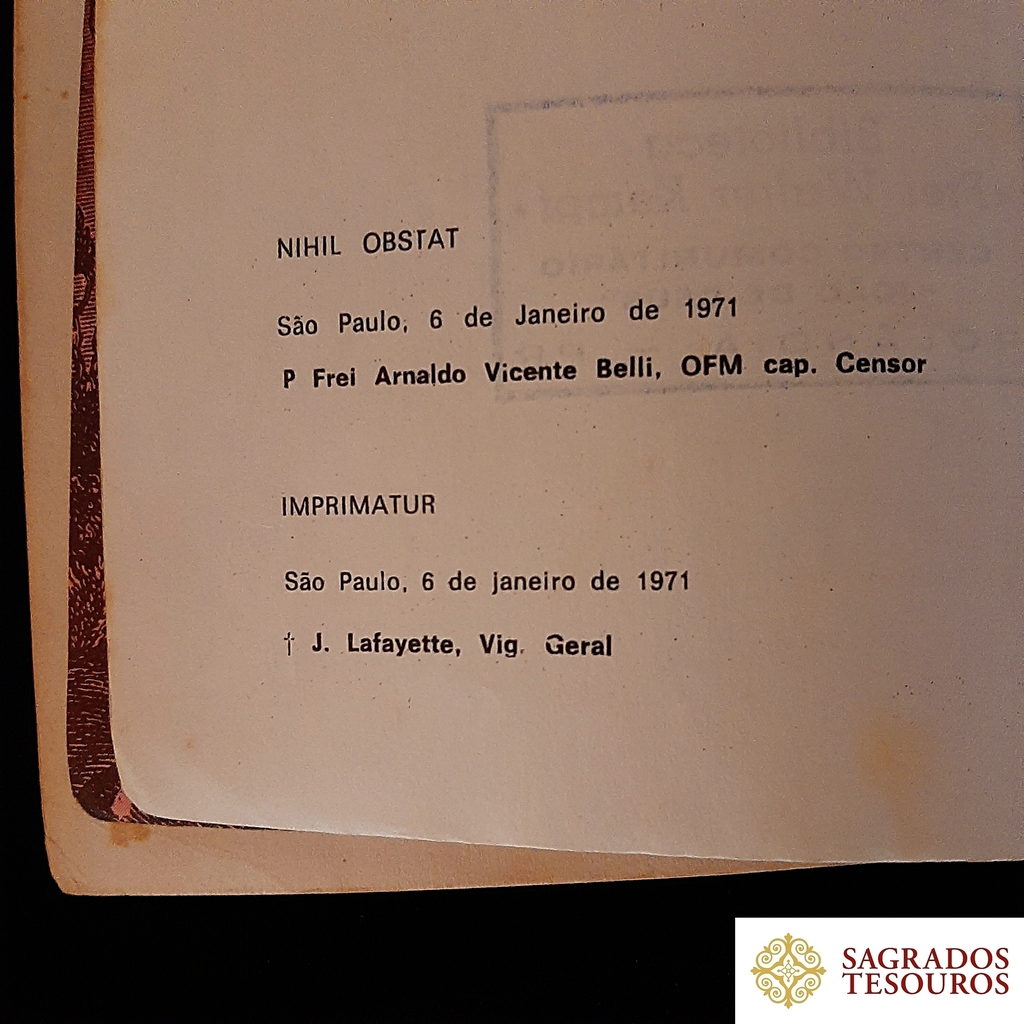 NIHIL OBSTAT
São Paulo, 6 de Janeiro de 1971
P Frei Arnaldo Vicente Belli, OFM cap. Censor
IMPRIMATUR
São Paulo, 6 de janeiro de 1971
† J. Lafayette, Vig. Geral
SAGRADOS
TESOUROS